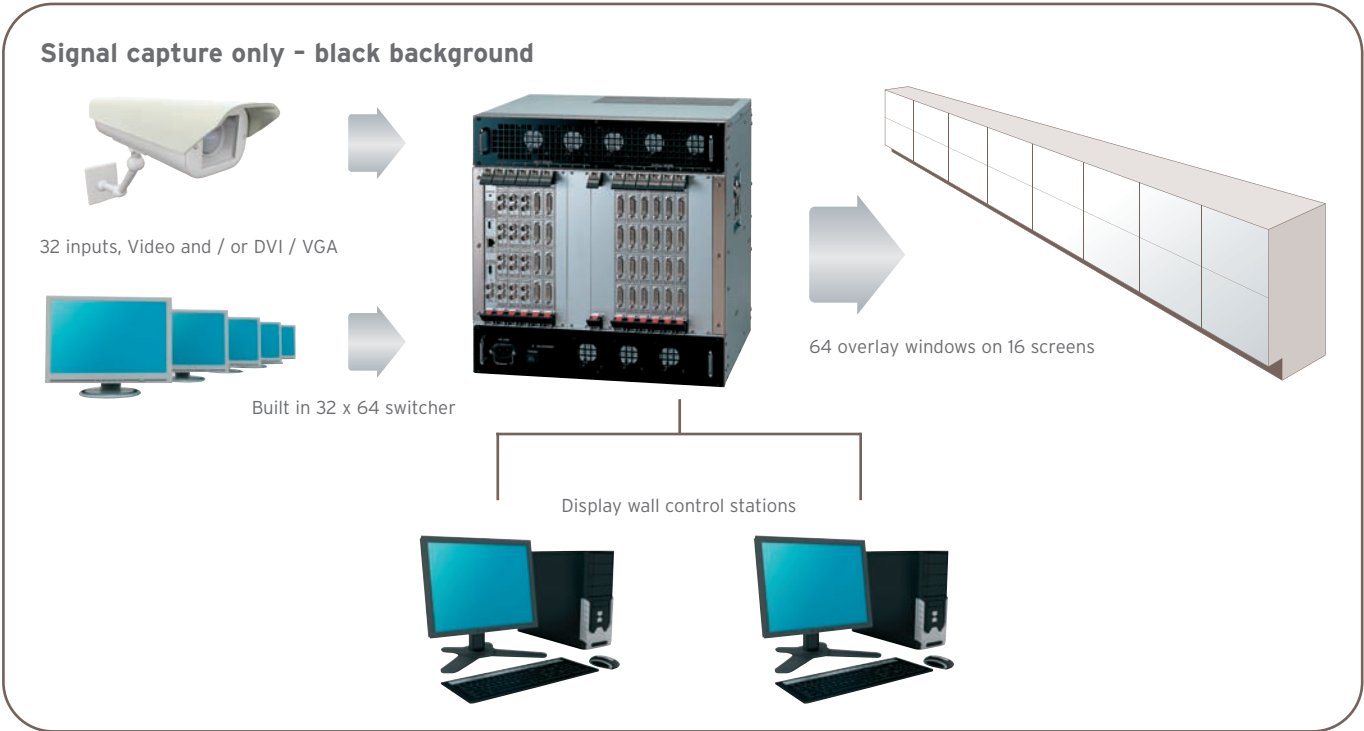 Signal capture only – black background
32 inputs, Video and / or DVI / VGA
Built in 32 x 64 switcher
64 overlay windows on 16 screens
Display wall control stations